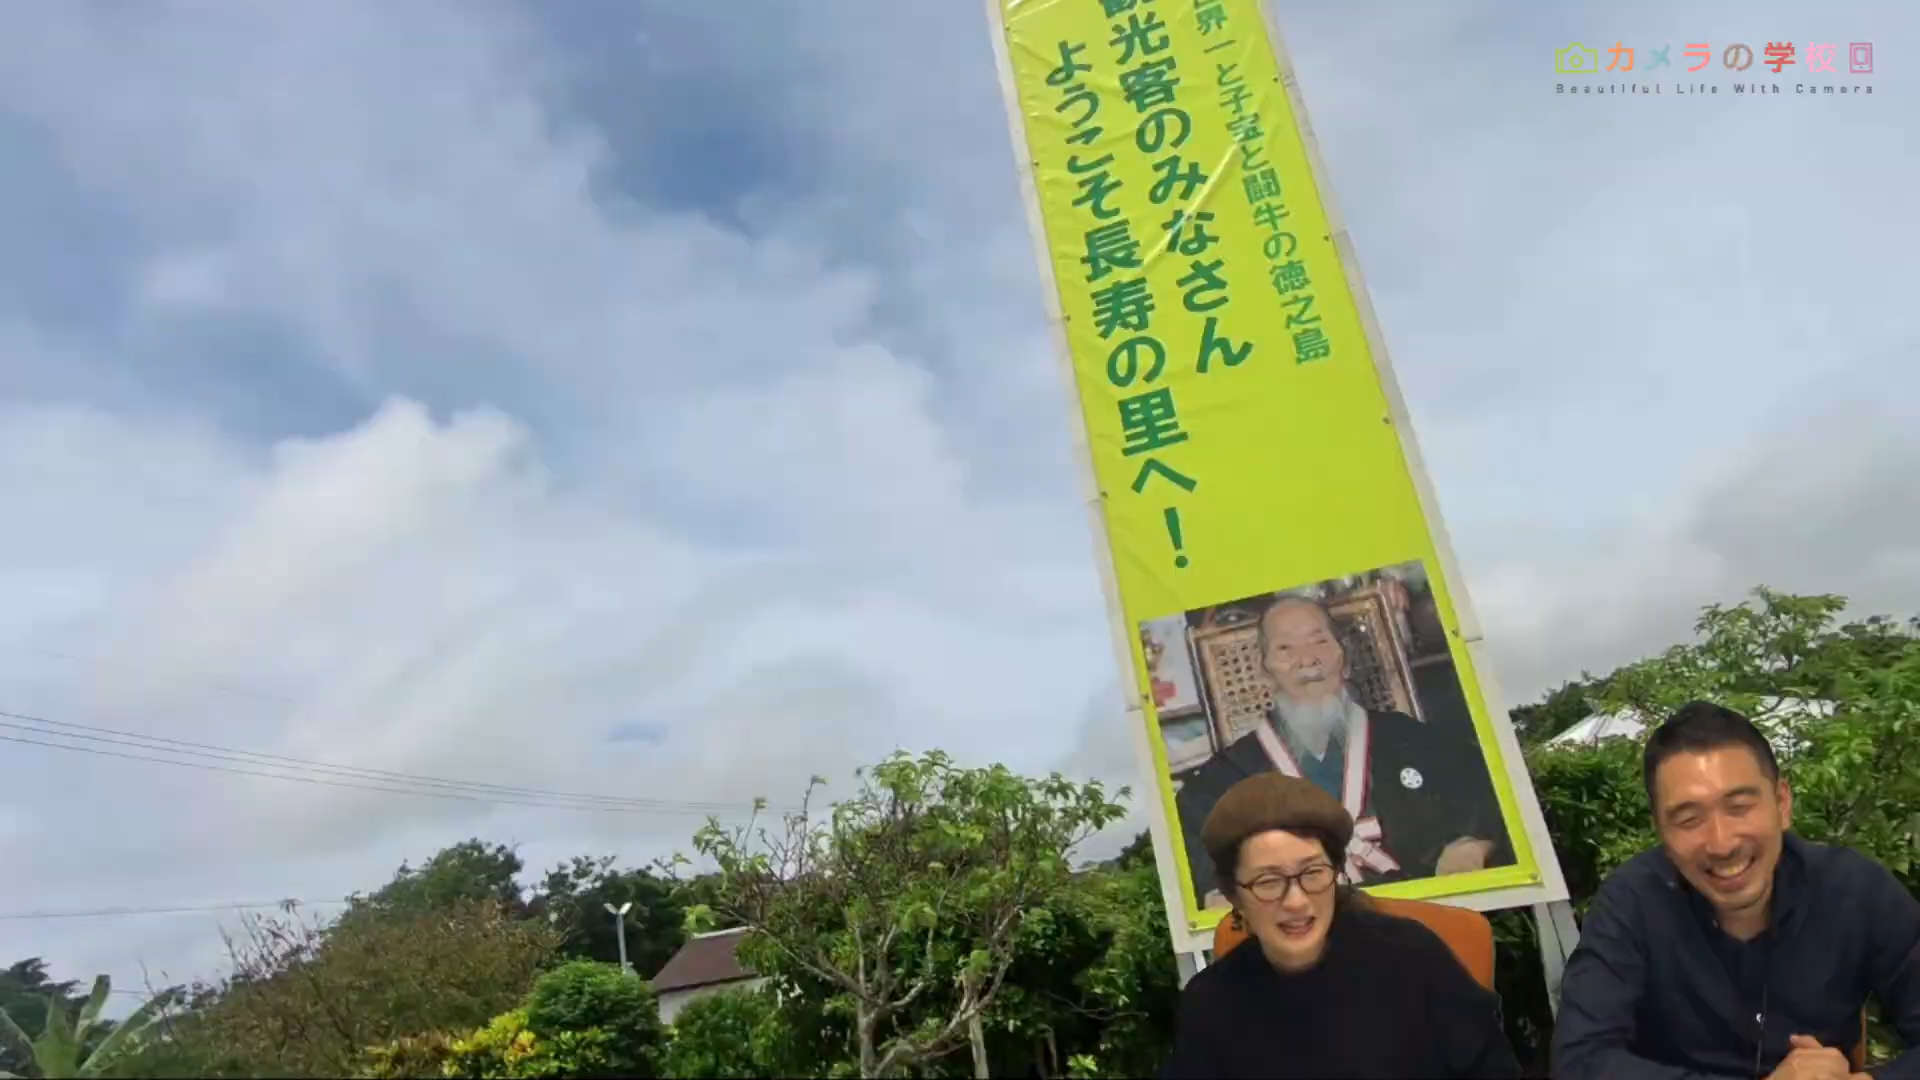 世界一と子宝と闘牛の徳之島
観光客のみなさん
ようこそ長寿の里へ！
カメラの学校
Beautiful Life With Camera